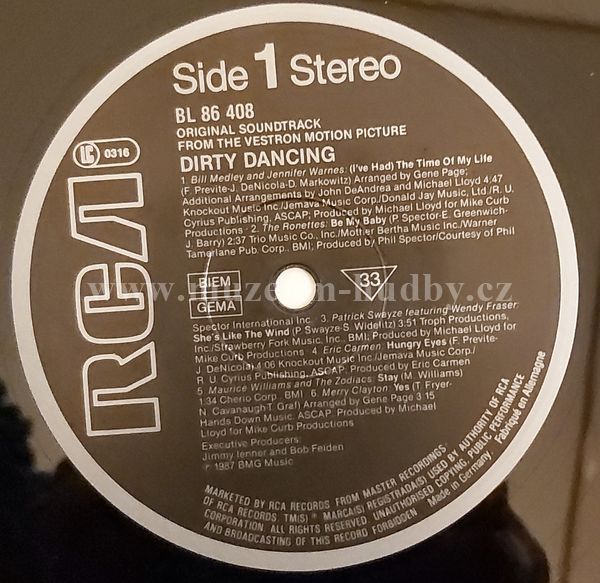 Side 1 Stereo
BL 86 408
ORIGINAL SOUNDTRACK
FROM THE VESTRON MOTION PICTURE
DIRTY DANCING
LC 0316
RCA
1. Bill Medley and Jennifer Warnes: (I've Had) The Time Of My Life
(F. Previte-J. DeNicola-D. Markowitz) Arranged by Gene Page;
Additional Arrangements by John DeAndrea and Michael Lloyd 4:47
Knockout Music Inc./Jemava Music Corp/Donald Jay Music, Ltd./R. U.
Cyrius Publishing, ASCAP; Produced by Michael Lloyd for Mike Curb
Productions · 2. The Ronettes: Be My Baby (P. Spector-E. Greenwich-
J. Barry) 2:37 Trio Music Co., Inc./Mother Bertha Music Inc./Warner
Tamerlane Pub. Corp., BMI; Produced by Phil Spector/Courtesy of Phil
BIEM
GEMA
33
www.muzeum-hudby.cz
Spector International Inc. · 3. Patrick Swayze featuring Wendy Fraser:
She's Like The Wind (P. Swayze-S. Widelitz) 3:51 Troph Productions,
Inc./Strawberry Fork Music, Inc. BMI; Produced by Michael Lloyd for
Mike Curb Productions · 4. Eric Carmen: Hungry Eyes (F. Previte-
J. DeNicola) 4:06 Knockout Music Inc./Jemava Music Corp./
R. U. Cyrius Publishing, ASCAP; Produced by Eric Carmen
5. Maurice Williams and The Zodiacs: Stay (M. Williams)
1:34 Cherio Corp. BMI · 6. Merry Clayton: Yes (T. Fryer-
N. Cavanaugh-T. Graf) Arranged by Gene Page 3:15
Hands Down Music. ASCAP; Produced by Michael
Lloyd for Mike Curb Productions
Executive Producers:
Jimmy Ienner and Bob Feiden
℗ 1987 BMG Music
MARKETED BY RCA RECORDS FROM MASTER RECORDINGS
OF RCA RECORDS. TM(S) ® MARCA(S) REGISTRADA(S) USED BY AUTHORITY OF RCA
CORPORATION. ALL RIGHTS RESERVED. UNAUTHORISED COPYING, PUBLIC PERFORMANCE
AND BROADCASTING OF THIS RECORD FORBIDDEN
Made in Germany.
Fabriqué en Allemagne